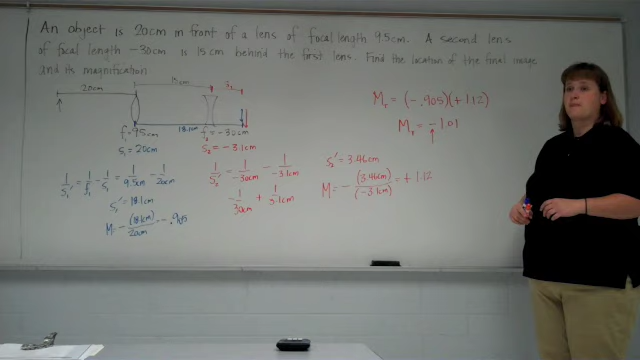 An object is 20cm in front of a lens of focal length 9.5cm. A second lens
of focal length -30cm is 15cm behind the first lens. Find the location of the final image
and its magnification
15cm
20cm
18.1cm
f₁=9.5cm f₂=-30cm
S₁=20cm S₂=-3.1cm
1/S₁' = 1/f₁ - 1/S₁ = 1/9.5cm - 1/20cm
S₁'=18.1cm
M=-(18.1cm)/20cm=-.905
1/S₂' = 1/-30cm - 1/-3.1cm
-1/30cm + 1/3.1cm
S₂'=3.46cm
M=-(3.46cm)/(-3.1cm)=+1.12
M_T=(-.905)(+1.12)
M_T=-1.01